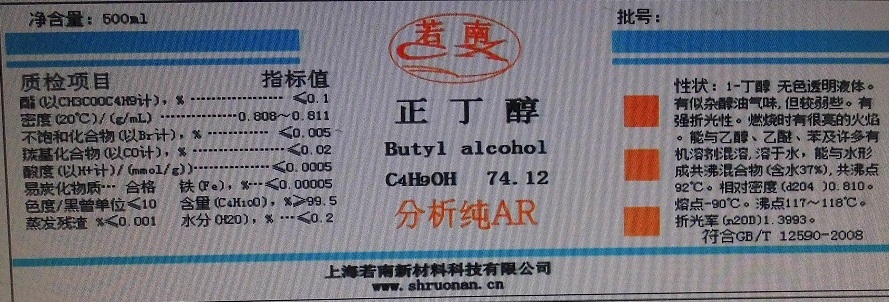 净含量：500ml
批号：
若南
质检项目 指标值
酯(以CH3COOC4H9计)，% ⋯⋯⋯⋯⋯⋯ ≤0.1
密度(20℃)/(g/mL) ⋯⋯⋯⋯⋯0.808～0.811
不饱和化合物(以Br计)，% ⋯⋯⋯⋯ ≤0.005
羰基化合物(以CO计)，% ⋯⋯⋯⋯⋯≤0.02
酸度(以H+计)/(mmol/g))⋯⋯⋯⋯≤0.0005
易炭化物质⋯ 合格 铁(Fe)，%⋯≤0.00005
色度/黑曾单位≤10 含量(C4H10O)，%≥99.5
蒸发残渣 %≤0.001 水分(H2O)，% ⋯≤0.2
正丁醇
Butyl alcohol
C4H9OH 74.12
分析纯AR
性状：1-丁醇 无色透明液体。
有似杂醇油气味,但较弱些。有
强折光性。燃烧时有很亮的火焰
。能与乙醇、乙醚、苯及许多有
机溶剂混溶,溶于水，能与水形
成共沸混合物(含水37%),共沸点
92℃。相对密度(d204 )0.810。
熔点-90℃。沸点117～118℃。
折光率(n20D)1.3993。
符合GB/T 12590-2008
上海若南新材料科技有限公司
www.shruonan.cn